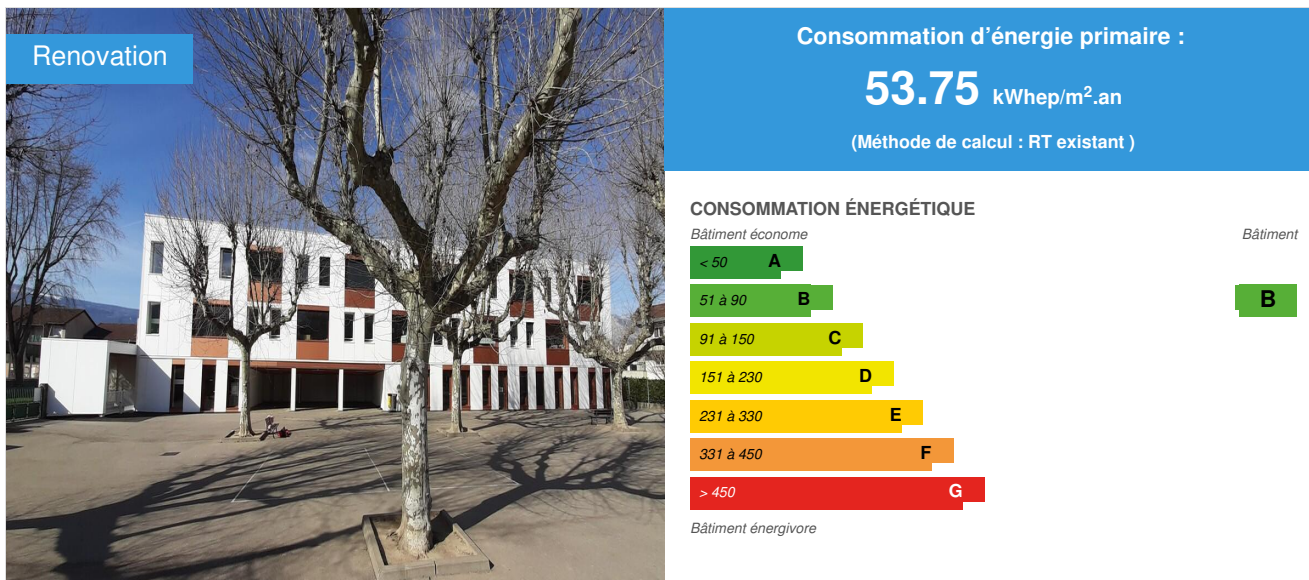 Renovation
Consommation d'énergie primaire :
53.75 kWhep/m².an
(Méthode de calcul : RT existant )
CONSOMMATION ÉNERGÉTIQUE
Bâtiment économe
Bâtiment
< 50 A
51 à 90 B
B
91 à 150 C
151 à 230 D
231 à 330 E
331 à 450 F
> 450 G
Bâtiment énergivore